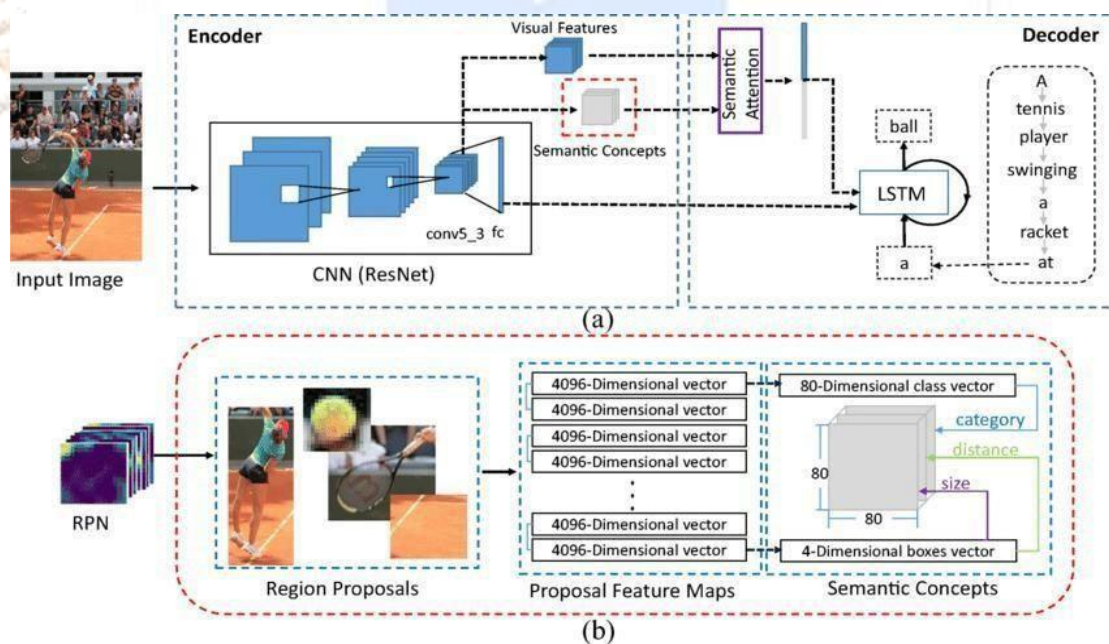 Encoder
Visual Features
Semantic Concepts
conv5_3 fc
CNN (ResNet)
Input Image
Decoder
Semantic
Attention
ball
LSTM
a
A
tennis
player
swinging
a
racket
at
(a)
RPN
Region Proposals
4096-Dimensional vector
4096-Dimensional vector
4096-Dimensional vector
4096-Dimensional vector
4096-Dimensional vector
4096-Dimensional vector
Proposal Feature Maps
80-Dimensional class vector
category
distance
size
80
80
4-Dimensional boxes vector
Semantic Concepts
(b)